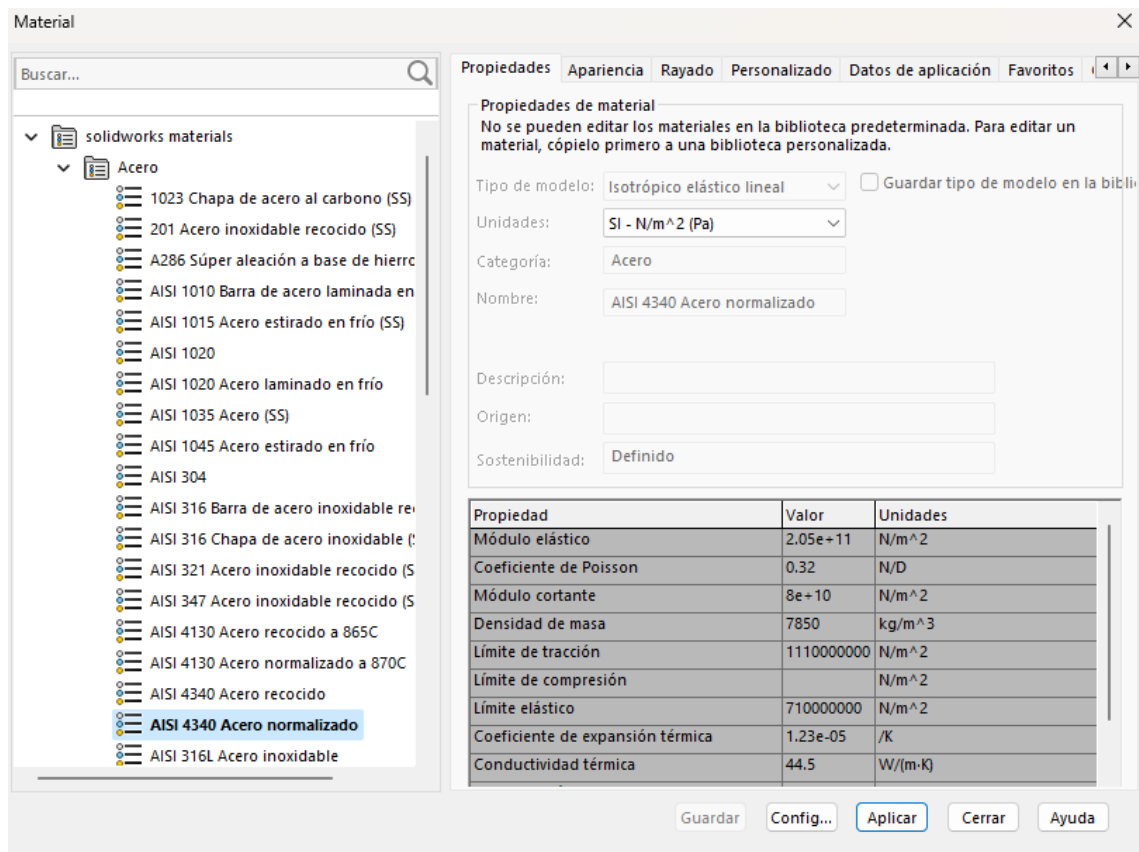 Material
Buscar...
solidworks materials
Acero
1023 Chapa de acero al carbono (SS)
201 Acero inoxidable recocido (SS)
A286 Súper aleación a base de hierro
AISI 1010 Barra de acero laminada en
AISI 1015 Acero estirado en frío (SS)
AISI 1020
AISI 1020 Acero laminado en frío
AISI 1035 Acero (SS)
AISI 1045 Acero estirado en frío
AISI 304
AISI 316 Barra de acero inoxidable re
AISI 316 Chapa de acero inoxidable (
AISI 321 Acero inoxidable recocido (S
AISI 347 Acero inoxidable recocido (S
AISI 4130 Acero recocido a 865C
AISI 4130 Acero normalizado a 870C
AISI 4340 Acero recocido
AISI 4340 Acero normalizado
AISI 316L Acero inoxidable
Propiedades Apariencia Rayado Personalizado Datos de aplicación Favoritos
Propiedades de material
No se pueden editar los materiales en la biblioteca predeterminada. Para editar un
material, cópielo primero a una biblioteca personalizada.
Tipo de modelo: Isotrópico elástico lineal Guardar tipo de modelo en la bibli
Unidades: SI - N/m^2 (Pa)
Categoría: Acero
Nombre: AISI 4340 Acero normalizado
Descripción:
Origen:
Sostenibilidad: Definido
Propiedad Valor Unidades
Módulo elástico 2.05e+11 N/m^2
Coeficiente de Poisson 0.32 N/D
Módulo cortante 8e+10 N/m^2
Densidad de masa 7850 kg/m^3
Límite de tracción 1110000000 N/m^2
Límite de compresión N/m^2
Límite elástico 710000000 N/m^2
Coeficiente de expansión térmica 1.23e-05 /K
Conductividad térmica 44.5 W/(m·K)
Guardar Config... Aplicar Cerrar Ayuda